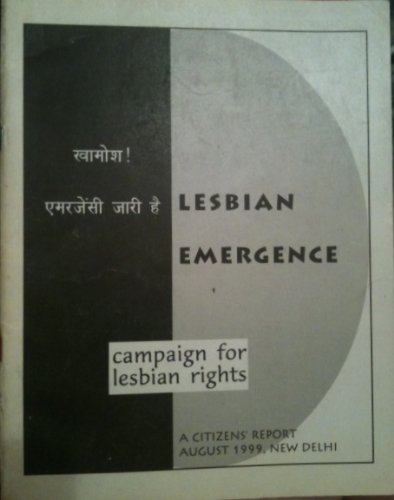 खामोश!
एमरजेंसी जारी है
LESBIAN
EMERGENCE
campaign for
lesbian rights
A CITIZENS' REPORT
AUGUST 1999, NEW DELHI